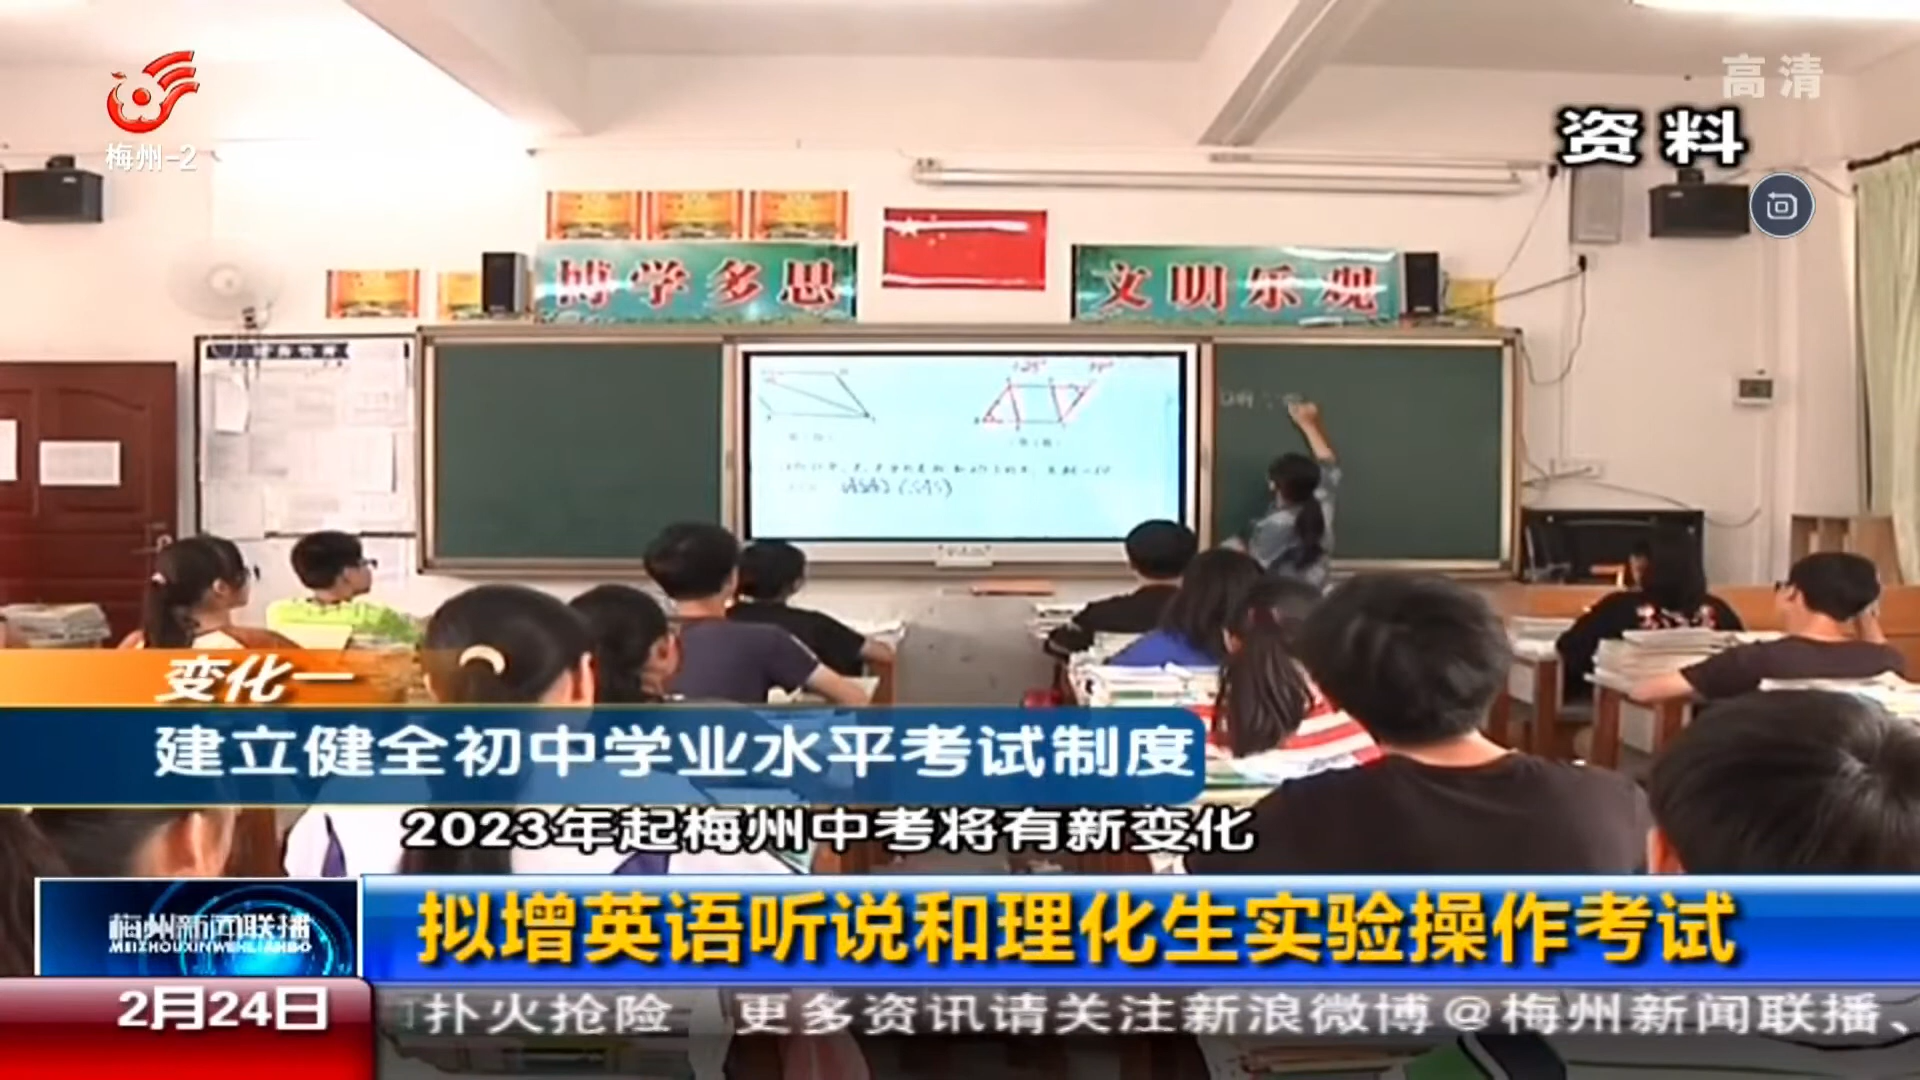 高清
梅州-2
资料
博学多思
文明乐观
125°
(ASA) (SAS)
变化一
建立健全初中学业水平考试制度
2023年起梅州中考将有新变化
拟增英语听说和理化生实验操作考试
梅州新闻联播
MEIZHOUXINWENLIANBO
2月24日
扑火抢险 更多资讯请关注新浪微博@梅州新闻联播、